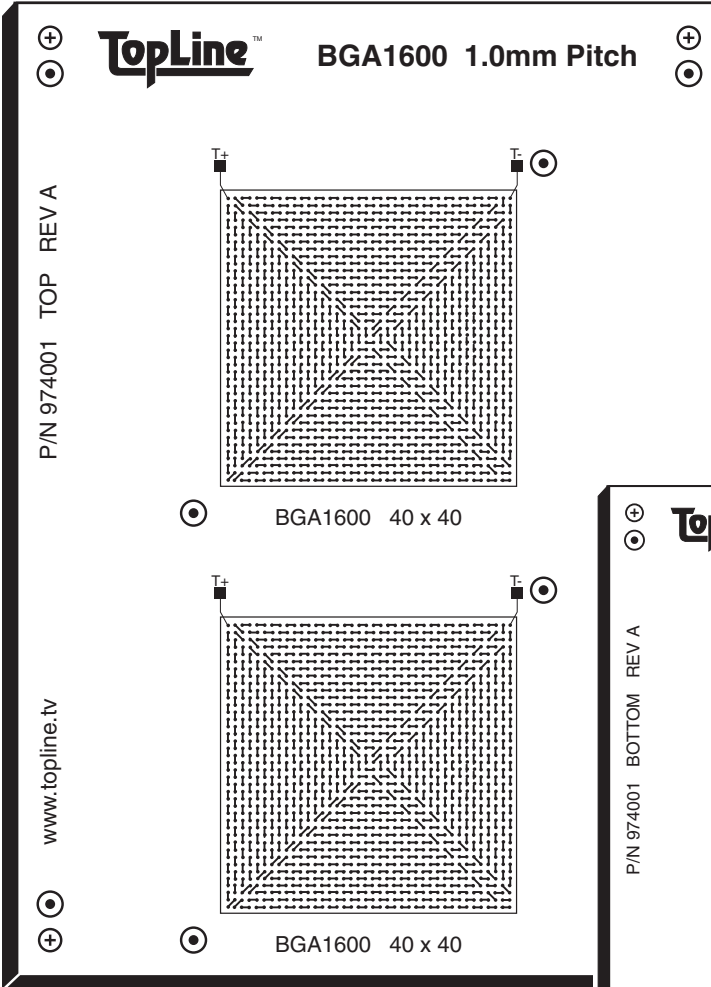 TopLine™
BGA1600 1.0mm Pitch
P/N 974001 TOP REV A
T+
T-
BGA1600 40 x 40
T+
T-
BGA1600 40 x 40
www.topline.tv
P/N 974001 BOTTOM REV A